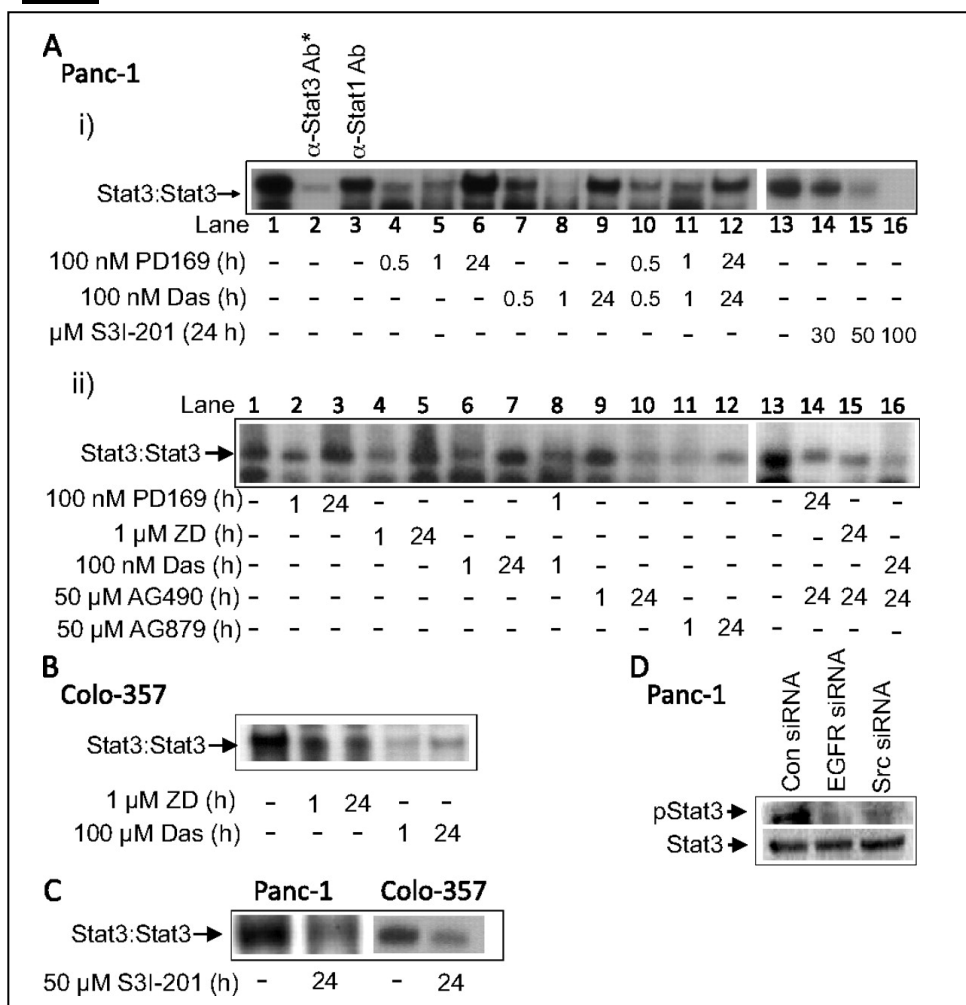 A
Panc-1
α-Stat3 Ab*
α-Stat1 Ab
i)
Stat3:Stat3
Lane 1 2 3 4 5 6 7 8 9 10 11 12 13 14 15 16
100 nM PD169 (h) – – – 0.5 1 24 – – – 0.5 1 24 – – – –
100 nM Das (h) – – – – – – 0.5 1 24 0.5 1 24 – – – –
µM S3I-201 (24 h) – – – – – – – – – – – – – 30 50 100
ii)
Lane 1 2 3 4 5 6 7 8 9 10 11 12 13 14 15 16
Stat3:Stat3
100 nM PD169 (h) – 1 24 – – – – 1 – – – – – 24 – –
1 µM ZD (h) – – – 1 24 – – – – – – – – – 24 –
100 nM Das (h) – – – – – 1 24 1 – – – – – – – 24
50 µM AG490 (h) – – – – – – – – 1 24 – – – 24 24 24
50 µM AG879 (h) – – – – – – – – – – 1 24 – – – –
B
Colo-357
Stat3:Stat3
1 µM ZD (h) – 1 24 – –
100 µM Das (h) – – – 1 24
C
Panc-1 Colo-357
Stat3:Stat3
50 µM S3I-201 (h) – 24 – 24
D
Panc-1
Con siRNA
EGFR siRNA
Src siRNA
pStat3
Stat3